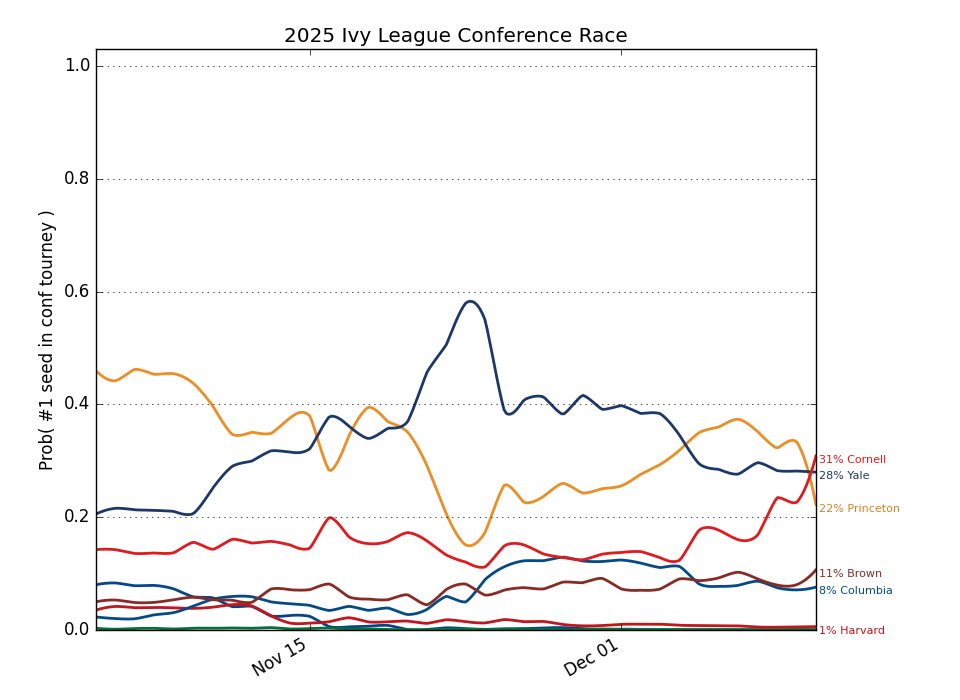 2025 Ivy League Conference Race
Prob( #1 seed in conf tourney )
1.0
0.8
0.6
0.4
0.2
0.0
Nov 15
Dec 01
31% Cornell
28% Yale
22% Princeton
11% Brown
8% Columbia
1% Harvard